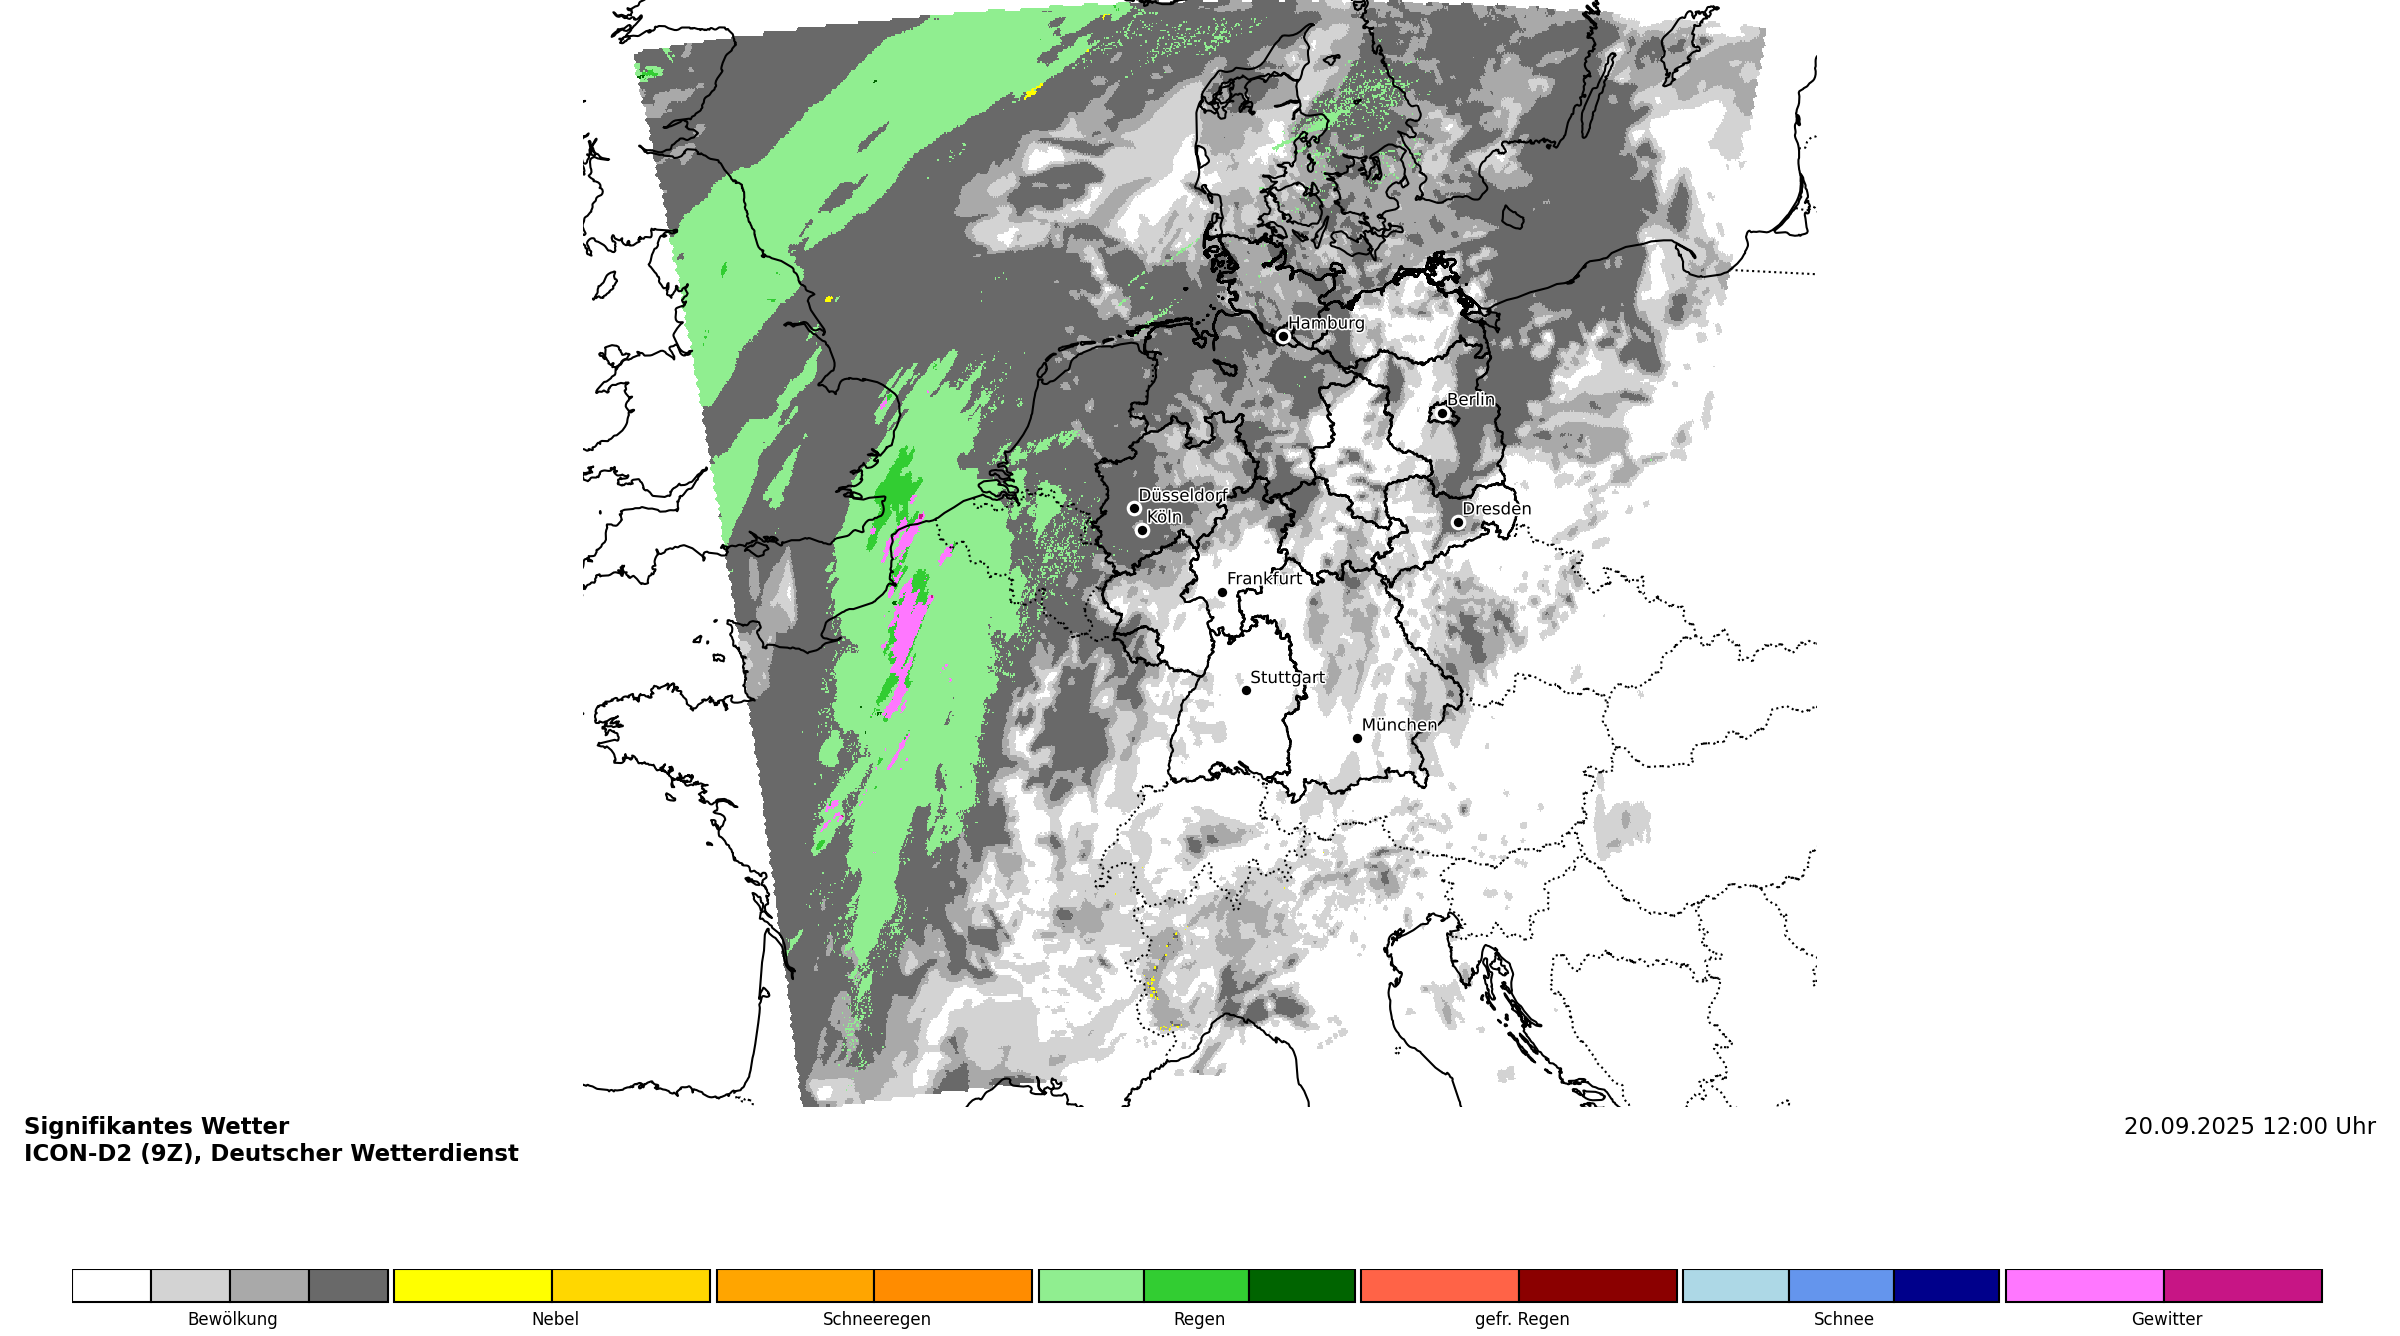 Hamburg
Berlin
Düsseldorf
Köln
Dresden
Frankfurt
Stuttgart
München
Signifikantes Wetter
ICON-D2 (9Z), Deutscher Wetterdienst
20.09.2025 12:00 Uhr
Bewölkung
Nebel
Schneeregen
Regen
gefr. Regen
Schnee
Gewitter